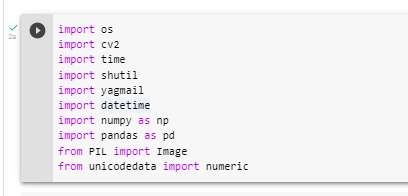 2s
import os
import cv2
import time
import shutil
import yagmail
import datetime
import numpy as np
import pandas as pd
from PIL import Image
from unicodedata import numeric